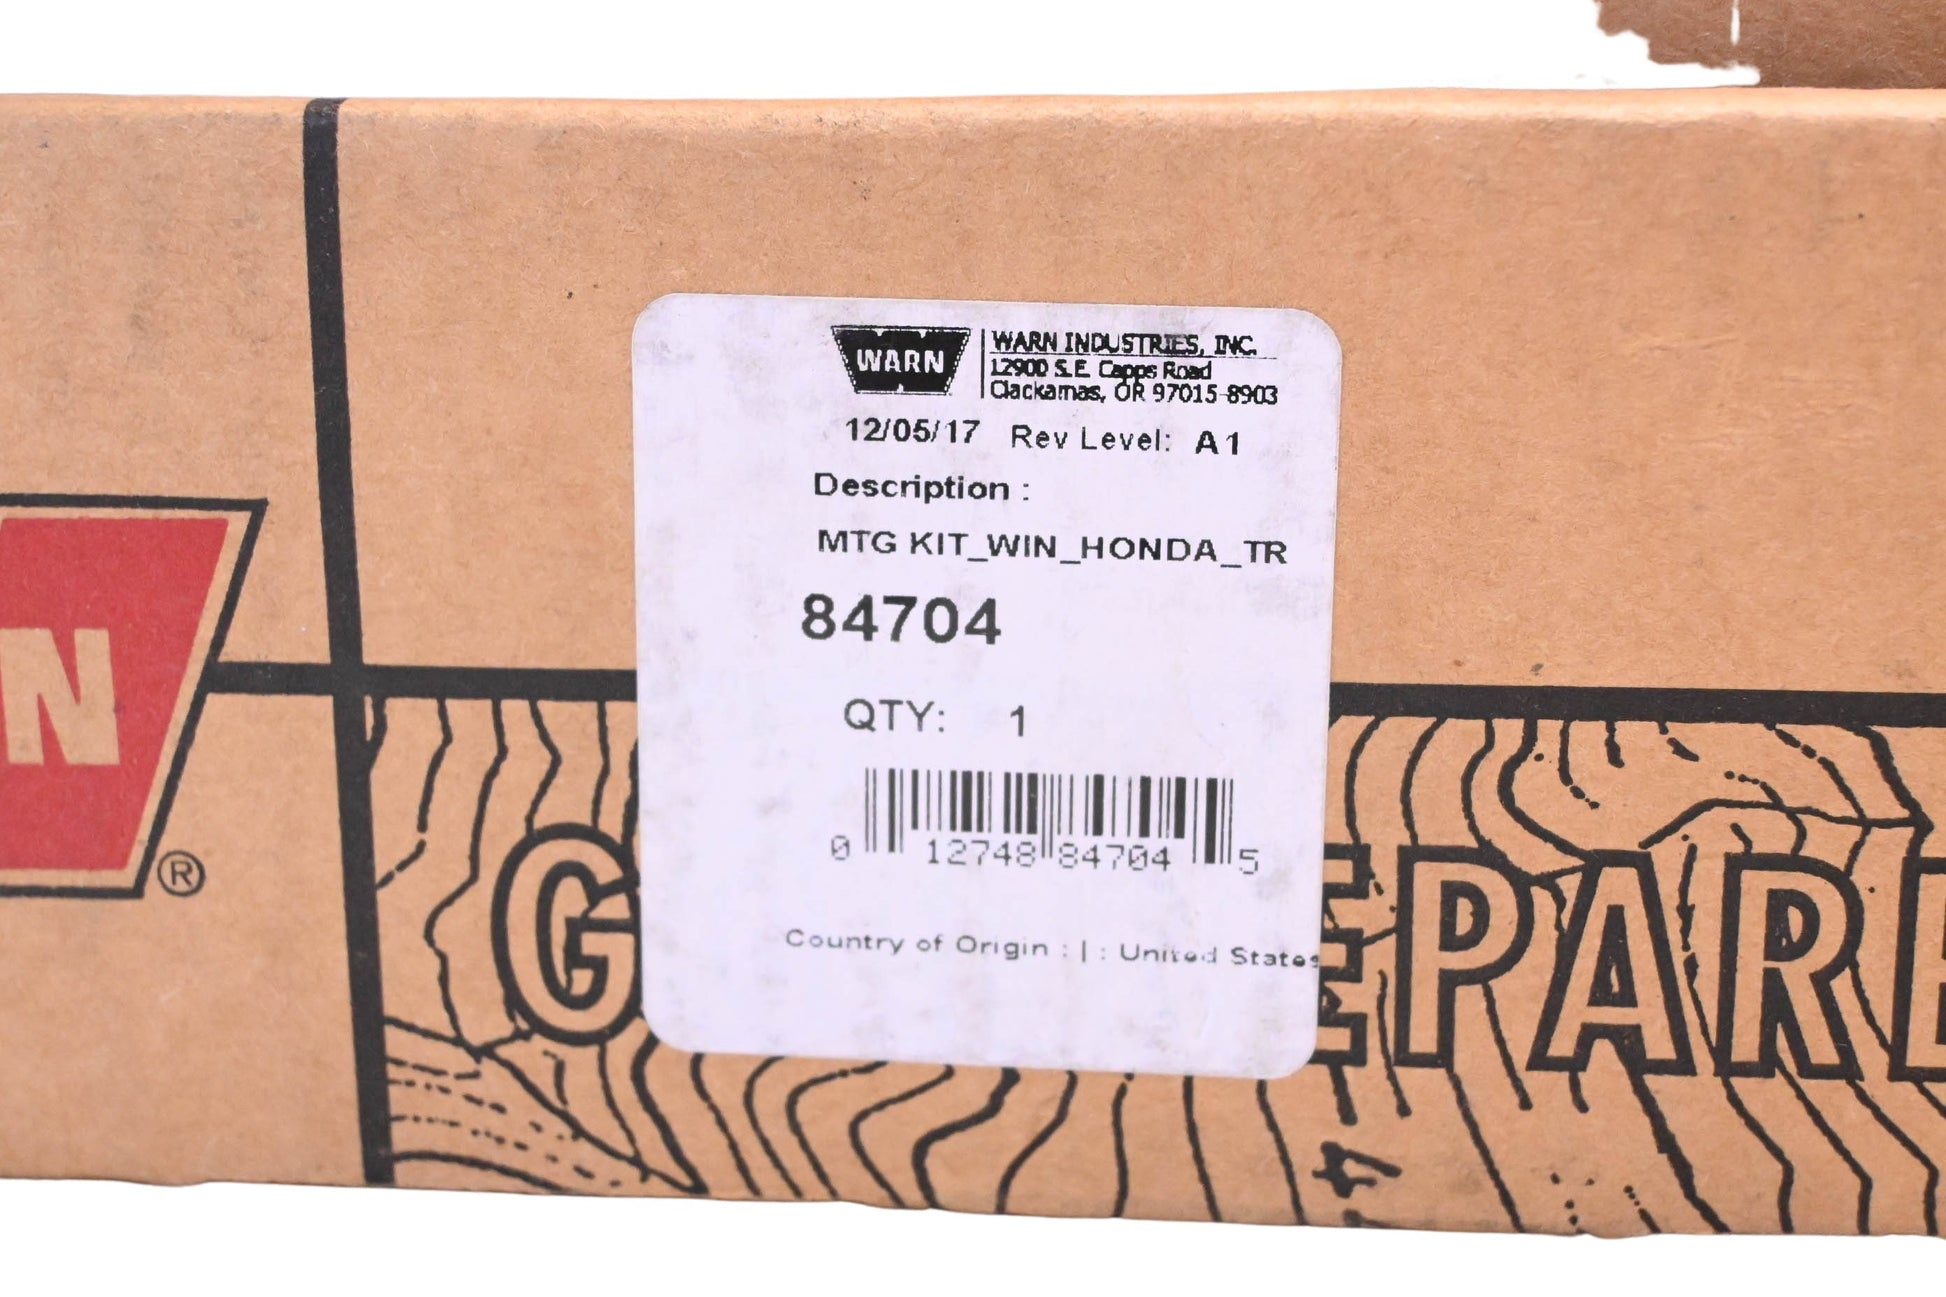 WARN
WARN INDUSTRIES, INC.
12900 S.E. Capps Road
Clackamas, OR 97015-8903
12/05/17 Rev Level: A1
Description :
MTG KIT_WIN_HONDA_TR
84704
QTY: 1
0 12748 84704 5
Country of Origin : | : United States
N
®
G
EPARE